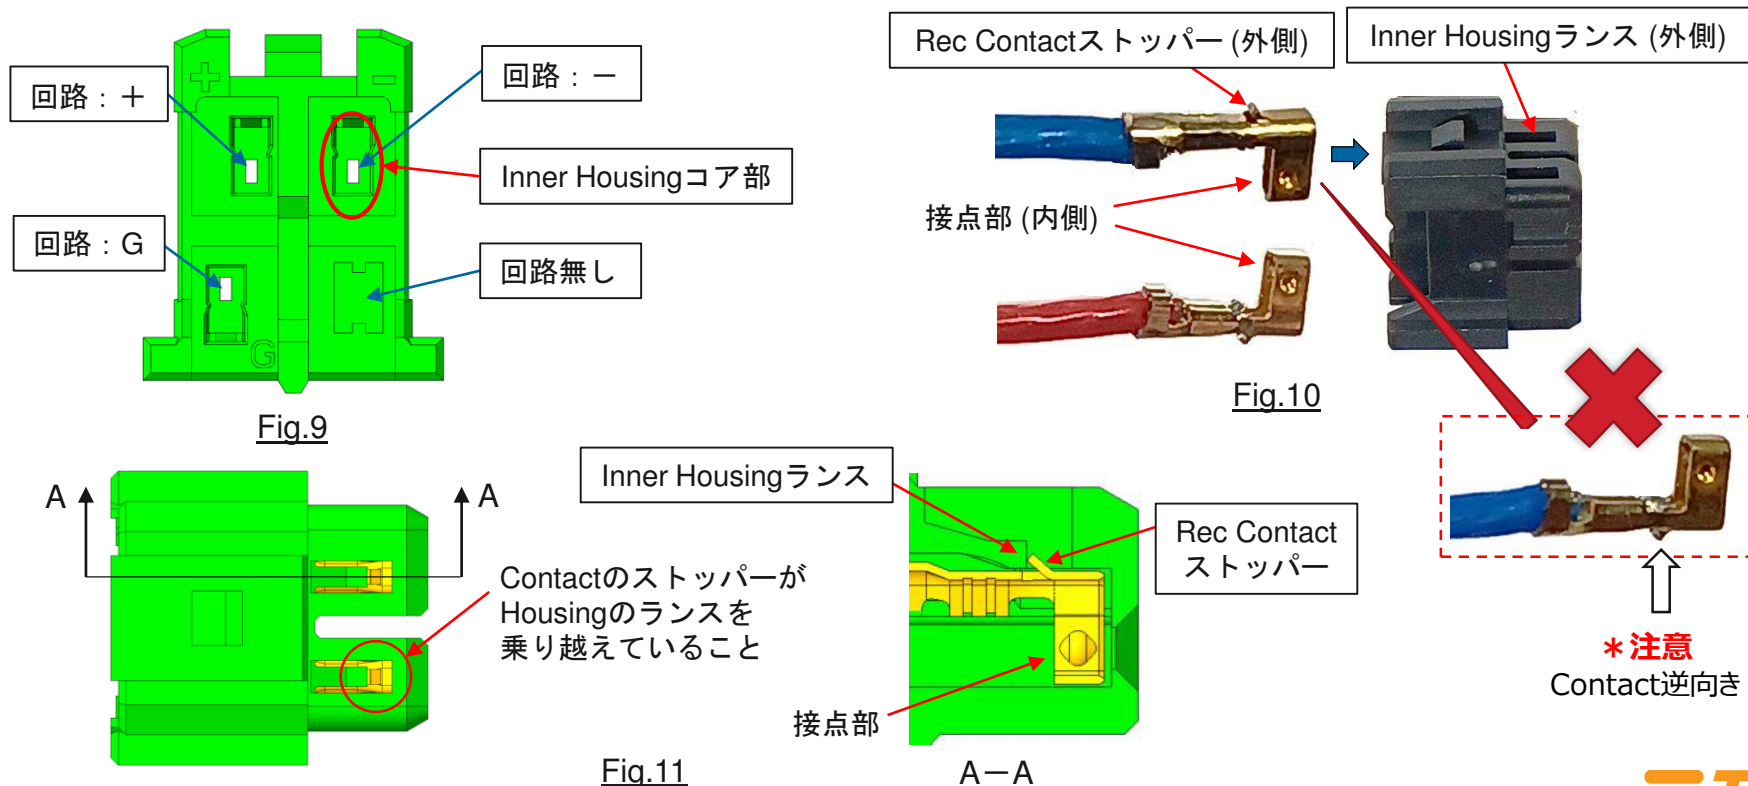 回路：＋
回路：－
Inner Housingコア部
回路：G
回路無し
G
Fig.9
Rec Contactストッパー (外側)
Inner Housingランス (外側)
接点部 (内側)
Fig.10
＊注意
Contact逆向き
A
A
Contactのストッパーが
Housingのランスを
乗り越えていること
Inner Housingランス
Rec Contact
ストッパー
接点部
Fig.11
A－A